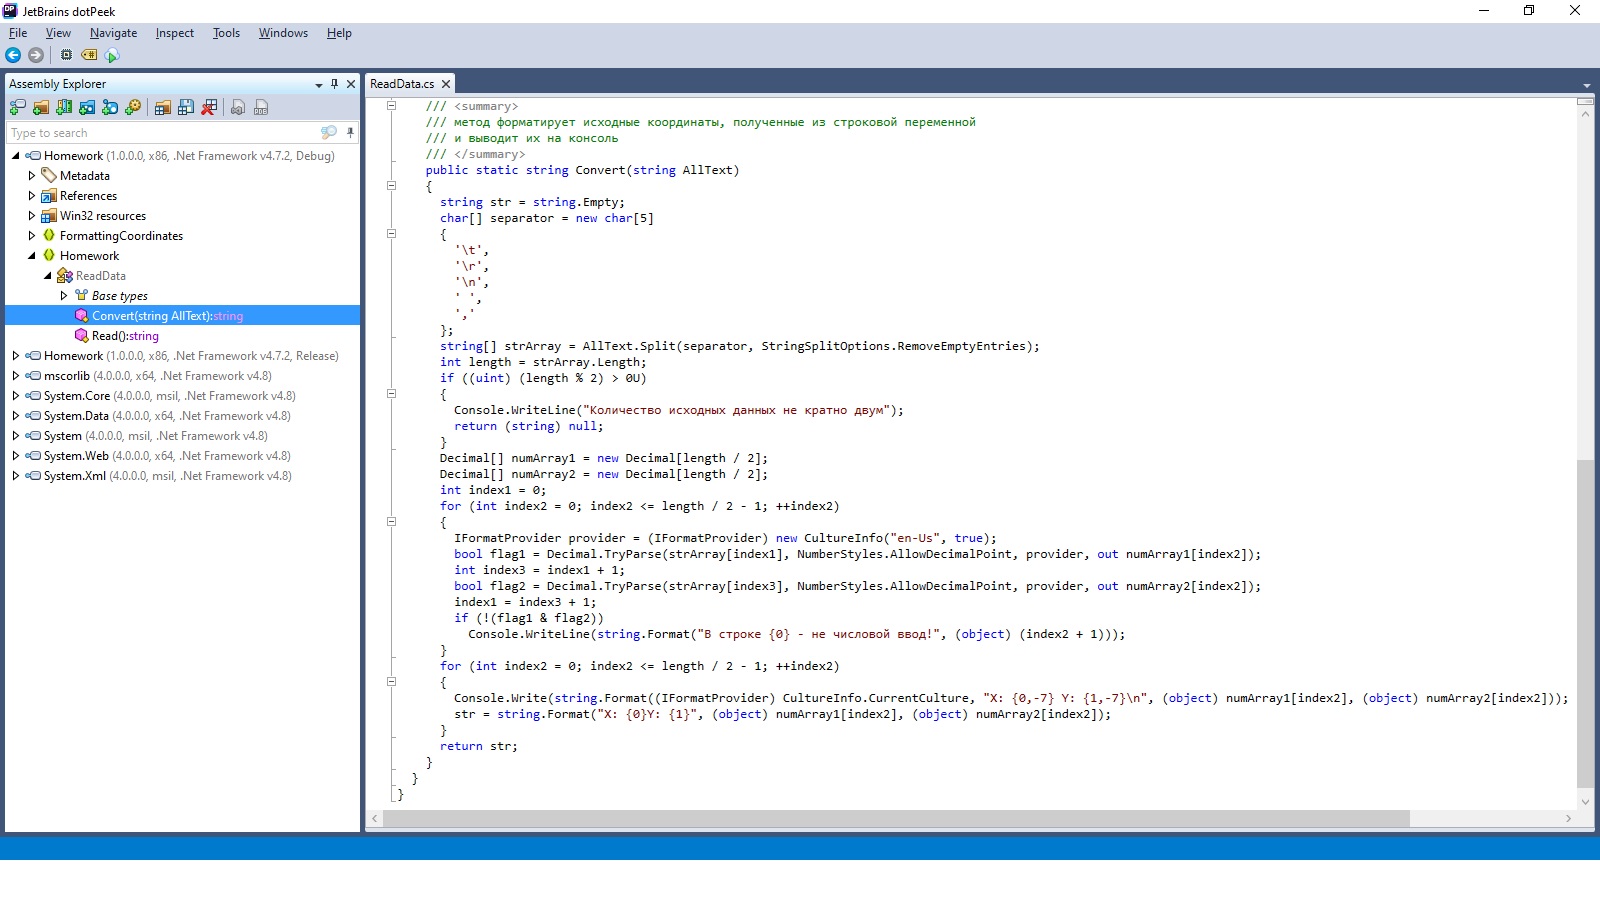 JetBrains dotPeek
File View Navigate Inspect Tools Windows Help
Assembly Explorer
Type to search
Homework (1.0.0.0, x86, .Net Framework v4.7.2, Debug)
Metadata
References
Win32 resources
FormattingCoordinates
Homework
ReadData
Base types
Convert(string AllText):string
Read():string
Homework (1.0.0.0, x86, .Net Framework v4.7.2, Release)
mscorlib (4.0.0.0, x64, .Net Framework v4.8)
System.Core (4.0.0.0, msil, .Net Framework v4.8)
System.Data (4.0.0.0, x64, .Net Framework v4.8)
System (4.0.0.0, msil, .Net Framework v4.8)
System.Web (4.0.0.0, x64, .Net Framework v4.8)
System.Xml (4.0.0.0, msil, .Net Framework v4.8)
ReadData.cs
/// <summary>
/// метод форматирует исходные координаты, полученные из строковой переменной
/// и выводит их на консоль
/// </summary>
public static string Convert(string AllText)
{
string str = string.Empty;
char[] separator = new char[5]
{
'\t',
'\r',
'\n',
' ',
','
};
string[] strArray = AllText.Split(separator, StringSplitOptions.RemoveEmptyEntries);
int length = strArray.Length;
if ((uint) (length % 2) > 0U)
{
Console.WriteLine("Количество исходных данных не кратно двум");
return (string) null;
}
Decimal[] numArray1 = new Decimal[length / 2];
Decimal[] numArray2 = new Decimal[length / 2];
int index1 = 0;
for (int index2 = 0; index2 <= length / 2 - 1; ++index2)
{
IFormatProvider provider = (IFormatProvider) new CultureInfo("en-Us", true);
bool flag1 = Decimal.TryParse(strArray[index1], NumberStyles.AllowDecimalPoint, provider, out numArray1[index2]);
int index3 = index1 + 1;
bool flag2 = Decimal.TryParse(strArray[index3], NumberStyles.AllowDecimalPoint, provider, out numArray2[index2]);
index1 = index3 + 1;
if (!(flag1 & flag2))
Console.WriteLine(string.Format("В строке {0} - не числовой ввод!", (object) (index2 + 1)));
}
for (int index2 = 0; index2 <= length / 2 - 1; ++index2)
{
Console.Write(string.Format((IFormatProvider) CultureInfo.CurrentCulture, "X: {0,-7} Y: {1,-7}\n", (object) numArray1[index2], (object) numArray2[index2]));
str = string.Format("X: {0}Y: {1}", (object) numArray1[index2], (object) numArray2[index2]);
}
return str;
}
}
}